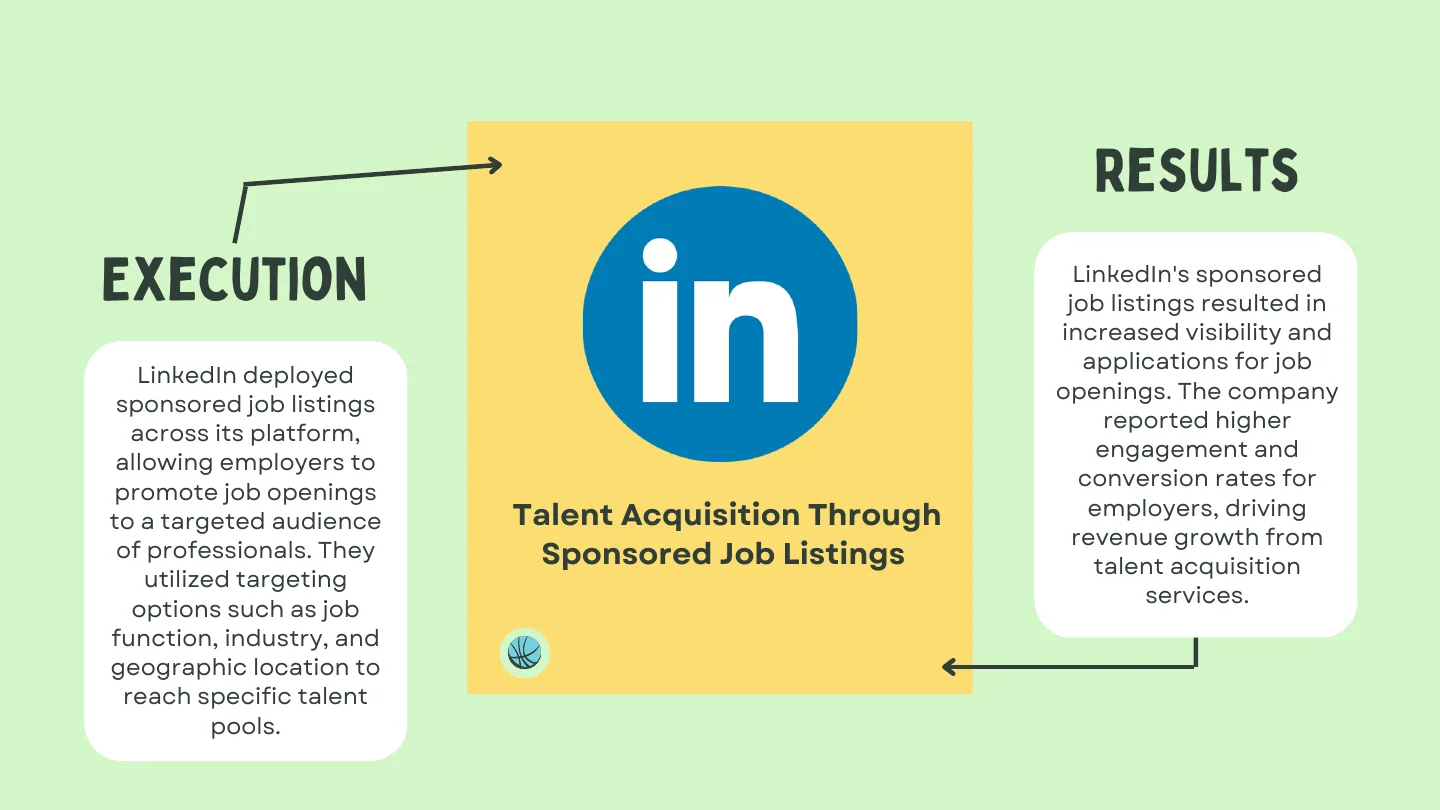 EXECUTION
LinkedIn deployed
sponsored job listings
across its platform,
allowing employers to
promote job openings
to a targeted audience
of professionals. They
utilized targeting
options such as job
function, industry, and
geographic location to
reach specific talent
pools.
in
Talent Acquisition Through
Sponsored Job Listings
RESULTS
LinkedIn's sponsored
job listings resulted in
increased visibility and
applications for job
openings. The company
reported higher
engagement and
conversion rates for
employers, driving
revenue growth from
talent acquisition
services.